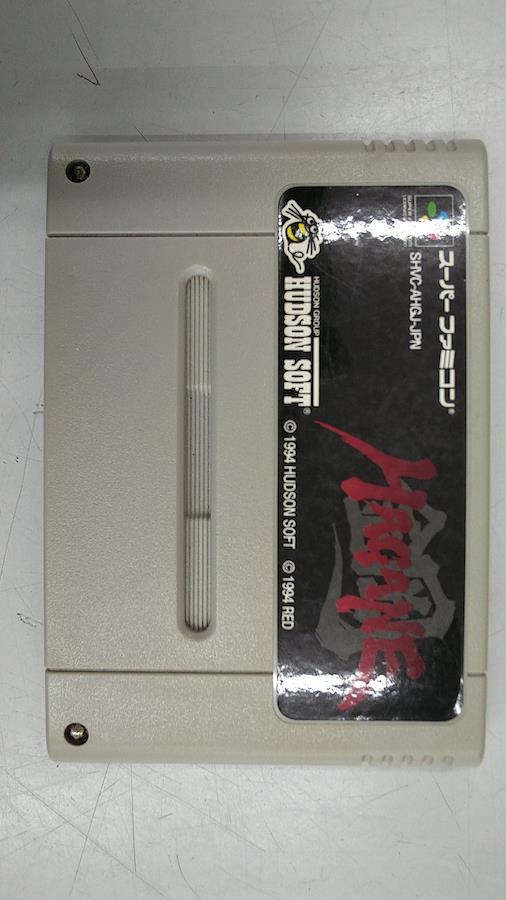 スーパーファミコン®
SHVC-AHGJ-JPN
HAGANE
HUDSON GROUP
HUDSON SOFT®
© 1994 HUDSON SOFT © 1994 RED